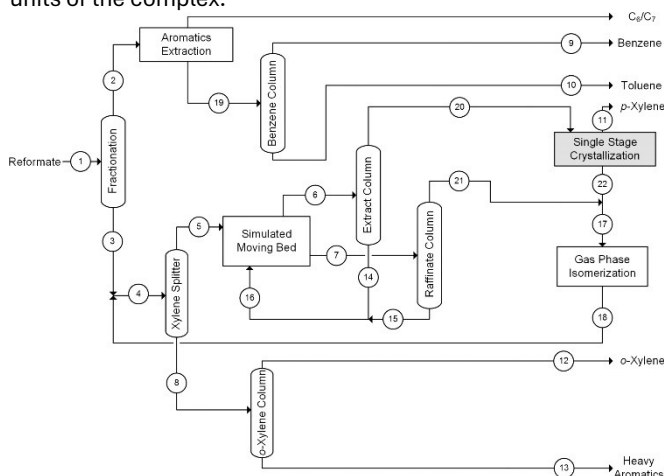 units of the complex.
C₆/C₇
Aromatics
Extraction
2
9
Benzene
19
Benzene Column
10
Toluene
20
p-Xylene
11
Reformate
1
Fractionation
Single Stage
Crystallization
6
Extract Column
21
22
3
5
Simulated
Moving Bed
7
Raffinate Column
17
4
Xylene Splitter
16
14
15
Gas Phase
Isomerization
18
8
12
o-Xylene
o-Xylene Column
13
Heavy
Aromatics